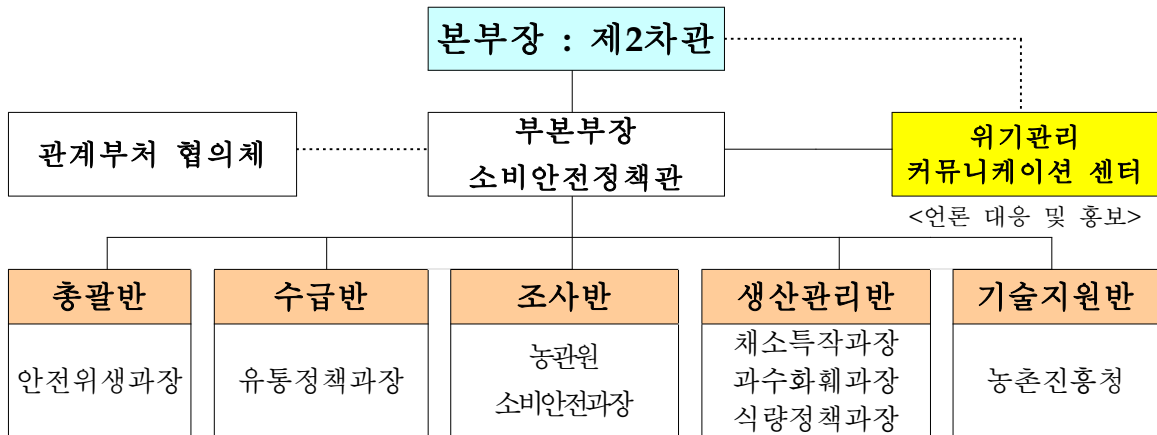 본부장 : 제2차관
관계부처 협의체
부본부장
소비안전정책관
위기관리
커뮤니케이션 센터
<언론 대응 및 홍보>
총괄반
안전위생과장
수급반
유통정책과장
조사반
농관원
소비안전과장
생산관리반
채소특작과장
과수화훼과장
식량정책과장
기술지원반
농촌진흥청